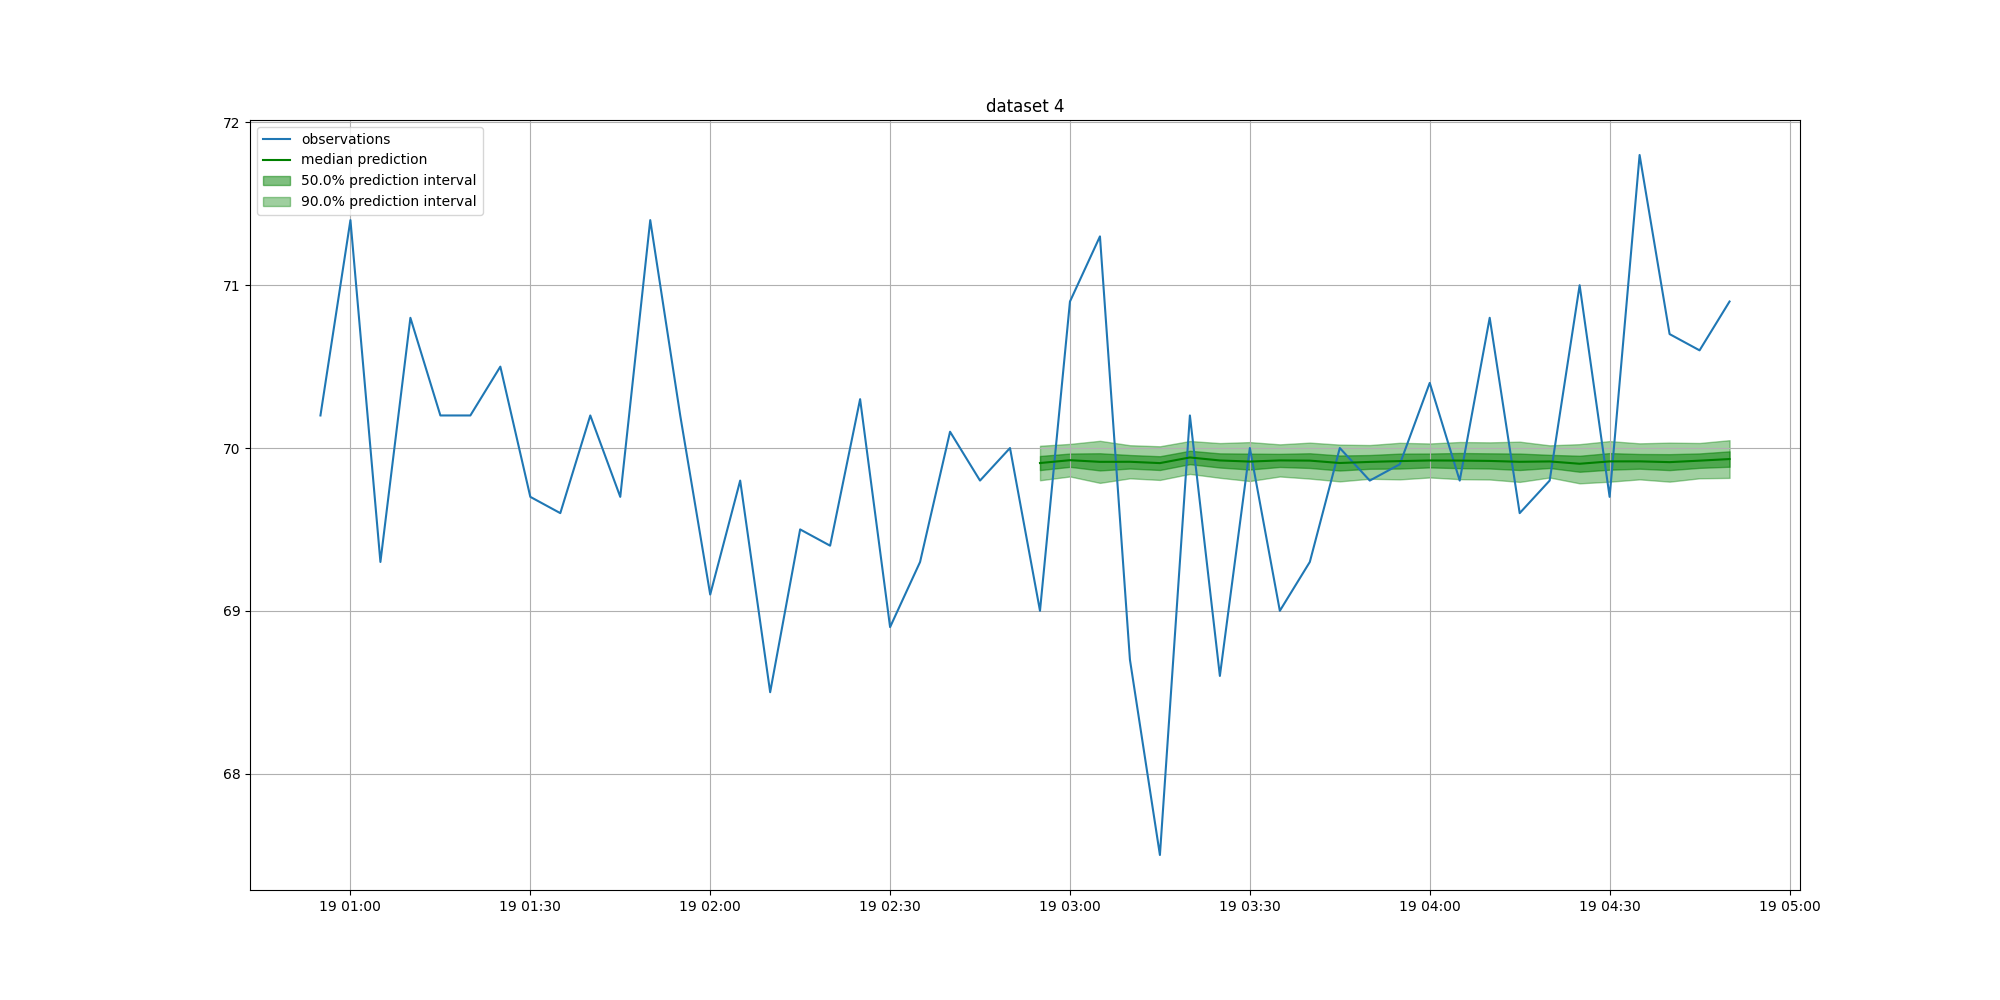 dataset 4
72
observations
median prediction
50.0% prediction interval
90.0% prediction interval
71
70
69
68
19 01:00 19 01:30 19 02:00 19 02:30 19 03:00 19 03:30 19 04:00 19 04:30 19 05:00